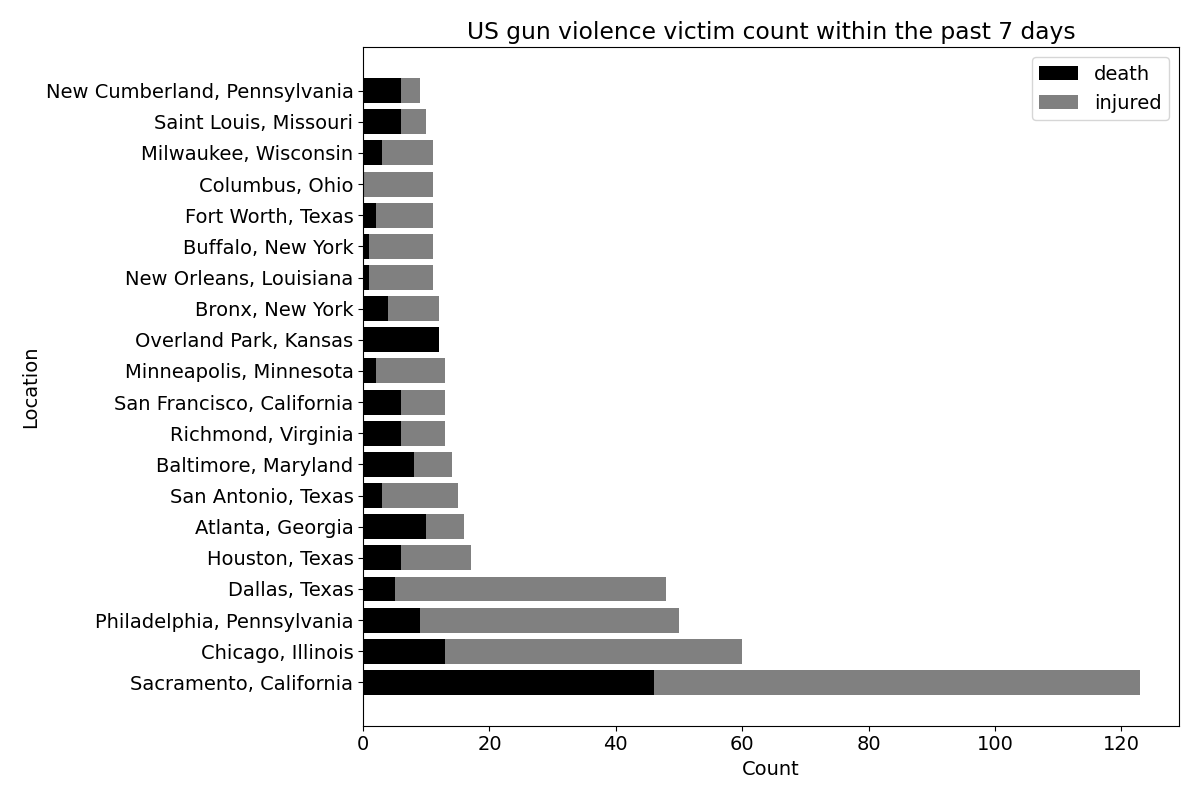 US gun violence victim count within the past 7 days
death
injured
New Cumberland, Pennsylvania
Saint Louis, Missouri
Milwaukee, Wisconsin
Columbus, Ohio
Fort Worth, Texas
Buffalo, New York
New Orleans, Louisiana
Bronx, New York
Overland Park, Kansas
Minneapolis, Minnesota
San Francisco, California
Richmond, Virginia
Baltimore, Maryland
San Antonio, Texas
Atlanta, Georgia
Houston, Texas
Dallas, Texas
Philadelphia, Pennsylvania
Chicago, Illinois
Sacramento, California
Location
0 20 40 60 80 100 120
Count